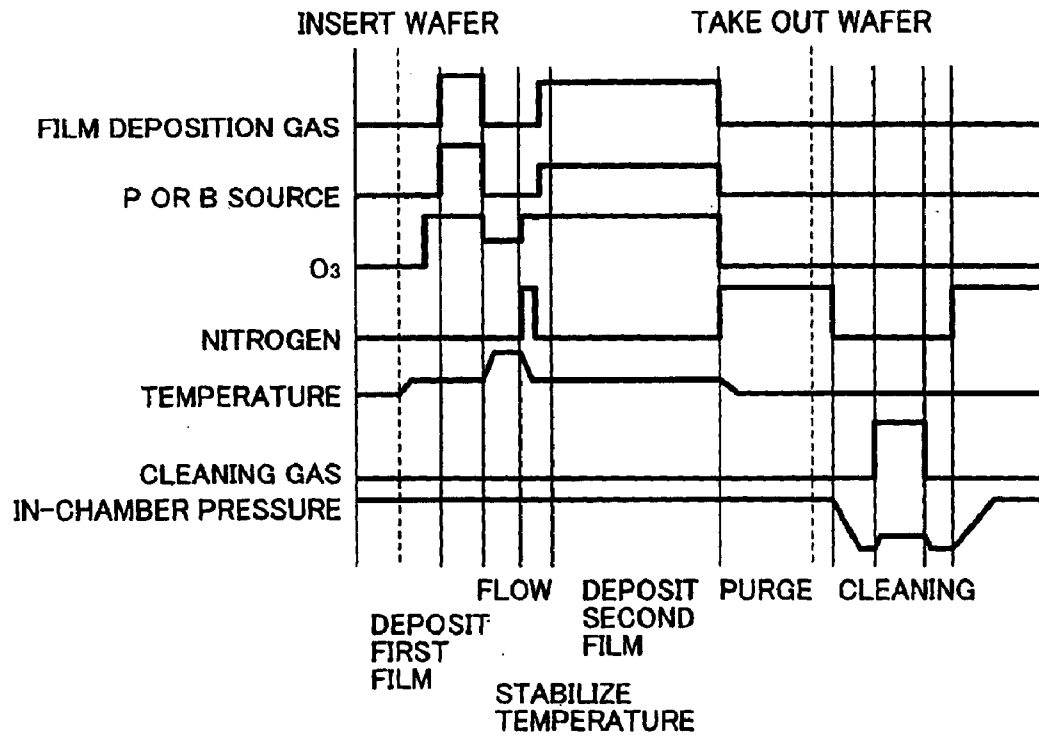 INSERT WAFER
TAKE OUT WAFER
FILM DEPOSITION GAS
P OR B SOURCE
O3
NITROGEN
TEMPERATURE
CLEANING GAS
IN-CHAMBER PRESSURE
FLOW
DEPOSIT
SECOND
FILM
PURGE
CLEANING
DEPOSIT
FIRST
FILM
STABILIZE
TEMPERATURE